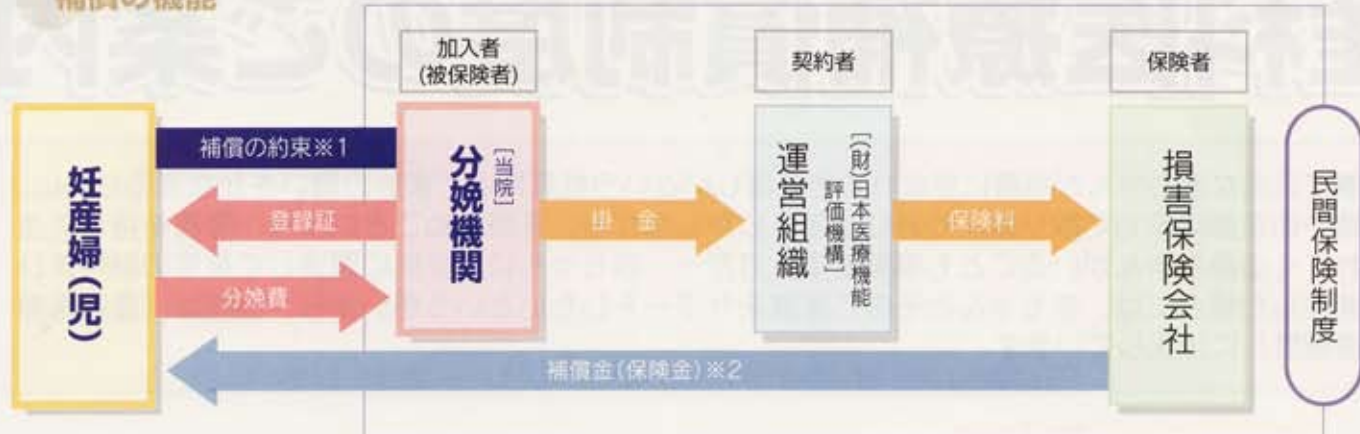 補償の機能
加入者
(被保険者)
契約者
保険者
妊産婦(児)
補償の約束※1
登録証
分娩費
分娩機関
[当院]
掛 金
運営組織
[(財)日本医療機能
評価機構]
保険料
損害保険会社
民間保険制度
補償金(保険金)※2